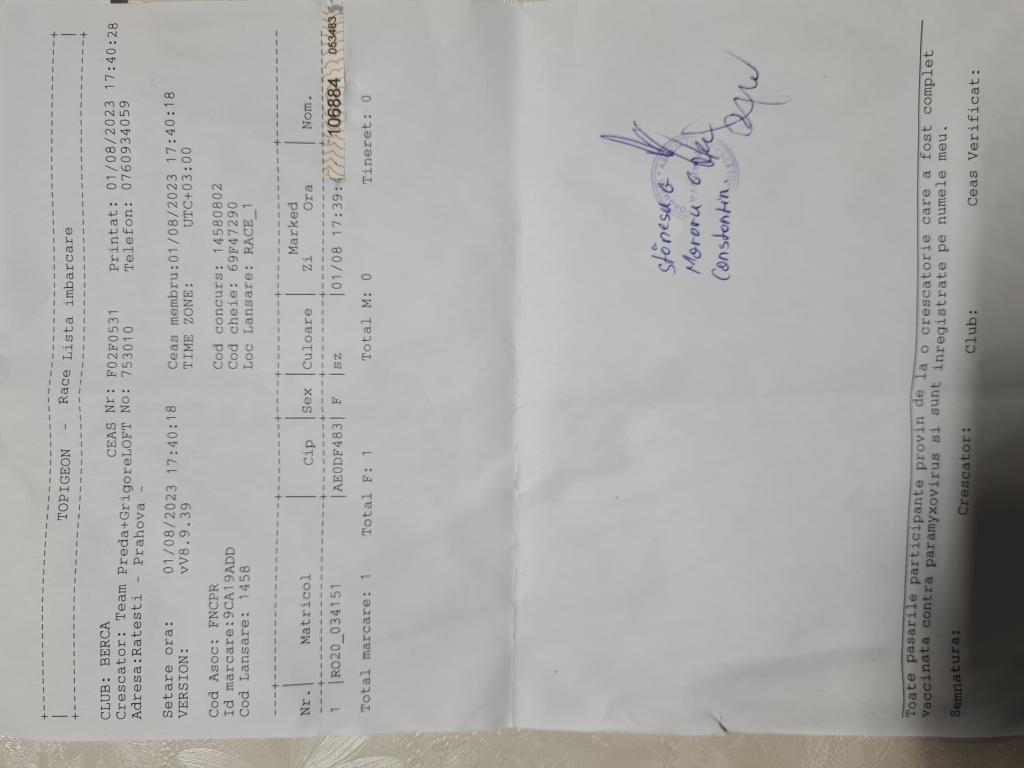 TOPIGEON - Race Lista imbarcare
CLUB: BERCA CEAS Nr: F02F0531 Printat: 01/08/2023 17:40:28
Crescator: Team Preda+GrigoreLOFT No: 753010 Telefon: 0760934059
Adresa:Ratesti - Prahova -
Setare ora: 01/08/2023 17:40:18 Ceas membru:01/08/2023 17:40:18
VERSION: vV8.9.39 TIME ZONE: UTC+03:00
Cod Asoc: FNCPR Cod concurs: 14580802
Id marcare:9CA19ADD Cod cheie: 69F47290
Cod Lansare: 1458 Loc Lansare: RACE_1
Nr.| Matricol | Cip |Sex |Culoare | Marked Zi Ora | Nom.
1 |RO20_034151 |AE0DF483| F |sz |01/08 17:39:4
106884 053483
Total marcare: 1 Total F: 1 Total M: 0 Tineret: 0
Stănescu
Mororu
Constantin
Toate pasarile participante provin de la o crescatorie care a fost complet
vaccinata contra paramyxovirus si sunt inregistrate pe numele meu.
Semnatura: Crescator: Club: Ceas Verificat: